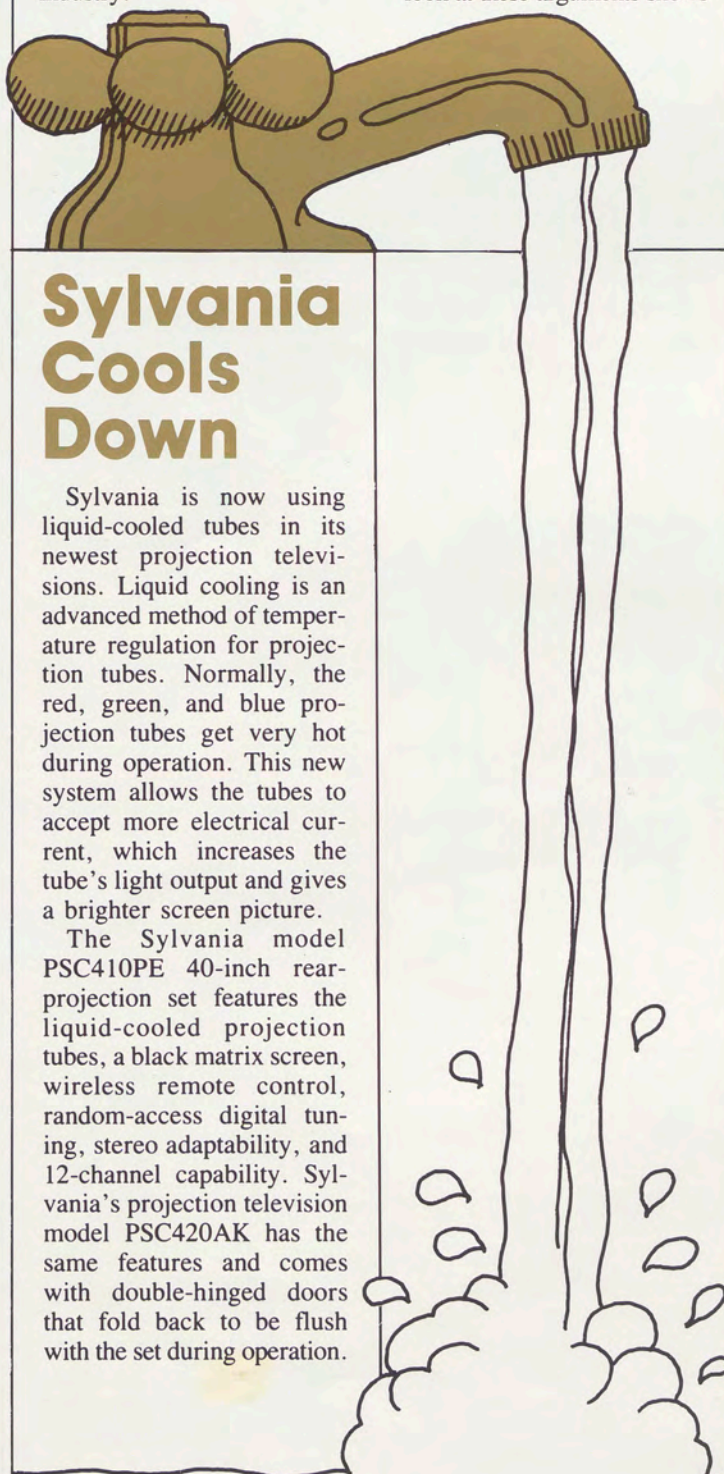 Sylvania
Cools
Down
Sylvania is now using
liquid-cooled tubes in its
newest projection televi-
sions. Liquid cooling is an
advanced method of temper-
ature regulation for projec-
tion tubes. Normally, the
red, green, and blue pro-
jection tubes get very hot
during operation. This new
system allows the tubes to
accept more electrical cur-
rent, which increases the
tube's light output and gives
a brighter screen picture.
The Sylvania model
PSC410PE 40-inch rear-
projection set features the
liquid-cooled projection
tubes, a black matrix screen,
wireless remote control,
random-access digital tun-
ing, stereo adaptability, and
12-channel capability. Syl-
vania's projection television
model PSC420AK has the
same features and comes
with double-hinged doors
that fold back to be flush
with the set during operation.